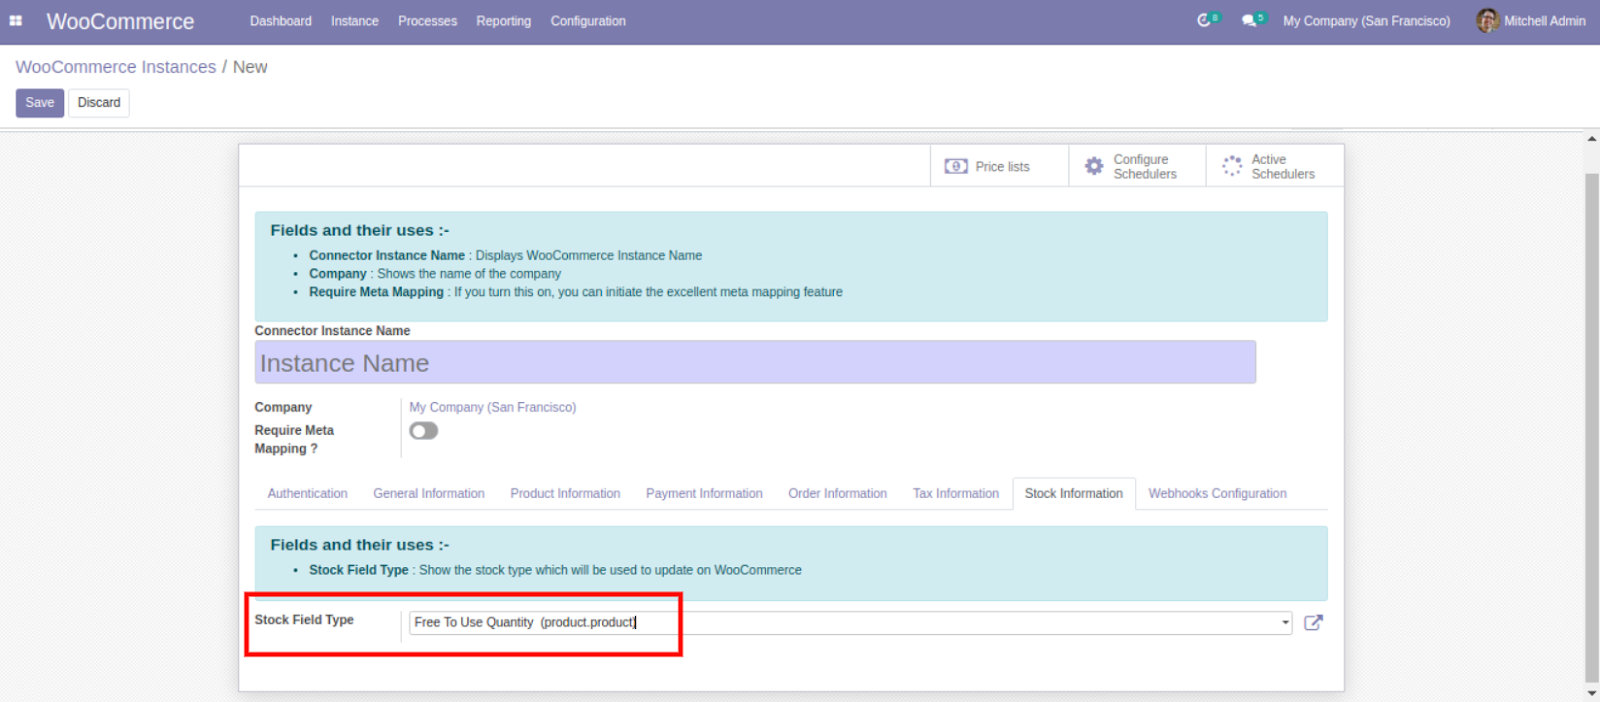 WooCommerce Dashboard Instance Processes Reporting Configuration 8 5 My Company (San Francisco) Mitchell Admin
WooCommerce Instances / New
Save Discard
Price lists
Configure Schedulers
Active Schedulers
Fields and their uses :-
• Connector Instance Name : Displays WooCommerce Instance Name
• Company : Shows the name of the company
• Require Meta Mapping : If you turn this on, you can initiate the excellent meta mapping feature
Connector Instance Name
Instance Name
Company My Company (San Francisco)
Require Meta
Mapping ?
Authentication General Information Product Information Payment Information Order Information Tax Information Stock Information Webhooks Configuration
Fields and their uses :-
• Stock Field Type : Show the stock type which will be used to update on WooCommerce
Stock Field Type Free To Use Quantity (product.product)